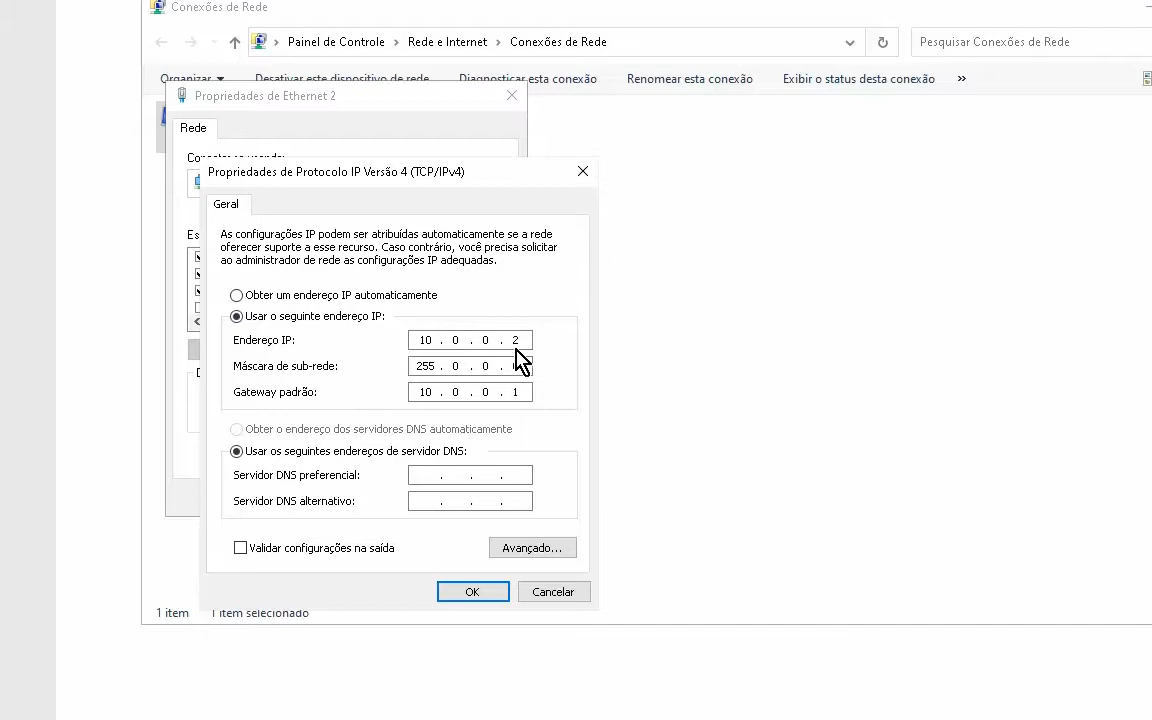 Conexões de Rede
Painel de Controle Rede e Internet Conexões de Rede
Pesquisar Conexões de Rede
Organizar Desativar este dispositivo de rede Diagnosticar esta conexão Renomear esta conexão Exibir o status desta conexão »
Propriedades de Ethernet 2
Rede
Propriedades de Protocolo IP Versão 4 (TCP/IPv4)
Geral
As configurações IP podem ser atribuídas automaticamente se a rede
oferecer suporte a esse recurso. Caso contrário, você precisa solicitar
ao administrador de rede as configurações IP adequadas.
Obter um endereço IP automaticamente
Usar o seguinte endereço IP:
Endereço IP: 10 . 0 . 0 . 2
Máscara de sub-rede: 255 . 0 . 0 .
Gateway padrão: 10 . 0 . 0 . 1
Obter o endereço dos servidores DNS automaticamente
Usar os seguintes endereços de servidor DNS:
Servidor DNS preferencial: . . .
Servidor DNS alternativo: . . .
Validar configurações na saída
Avançado...
OK Cancelar
1 item 1 item selecionado